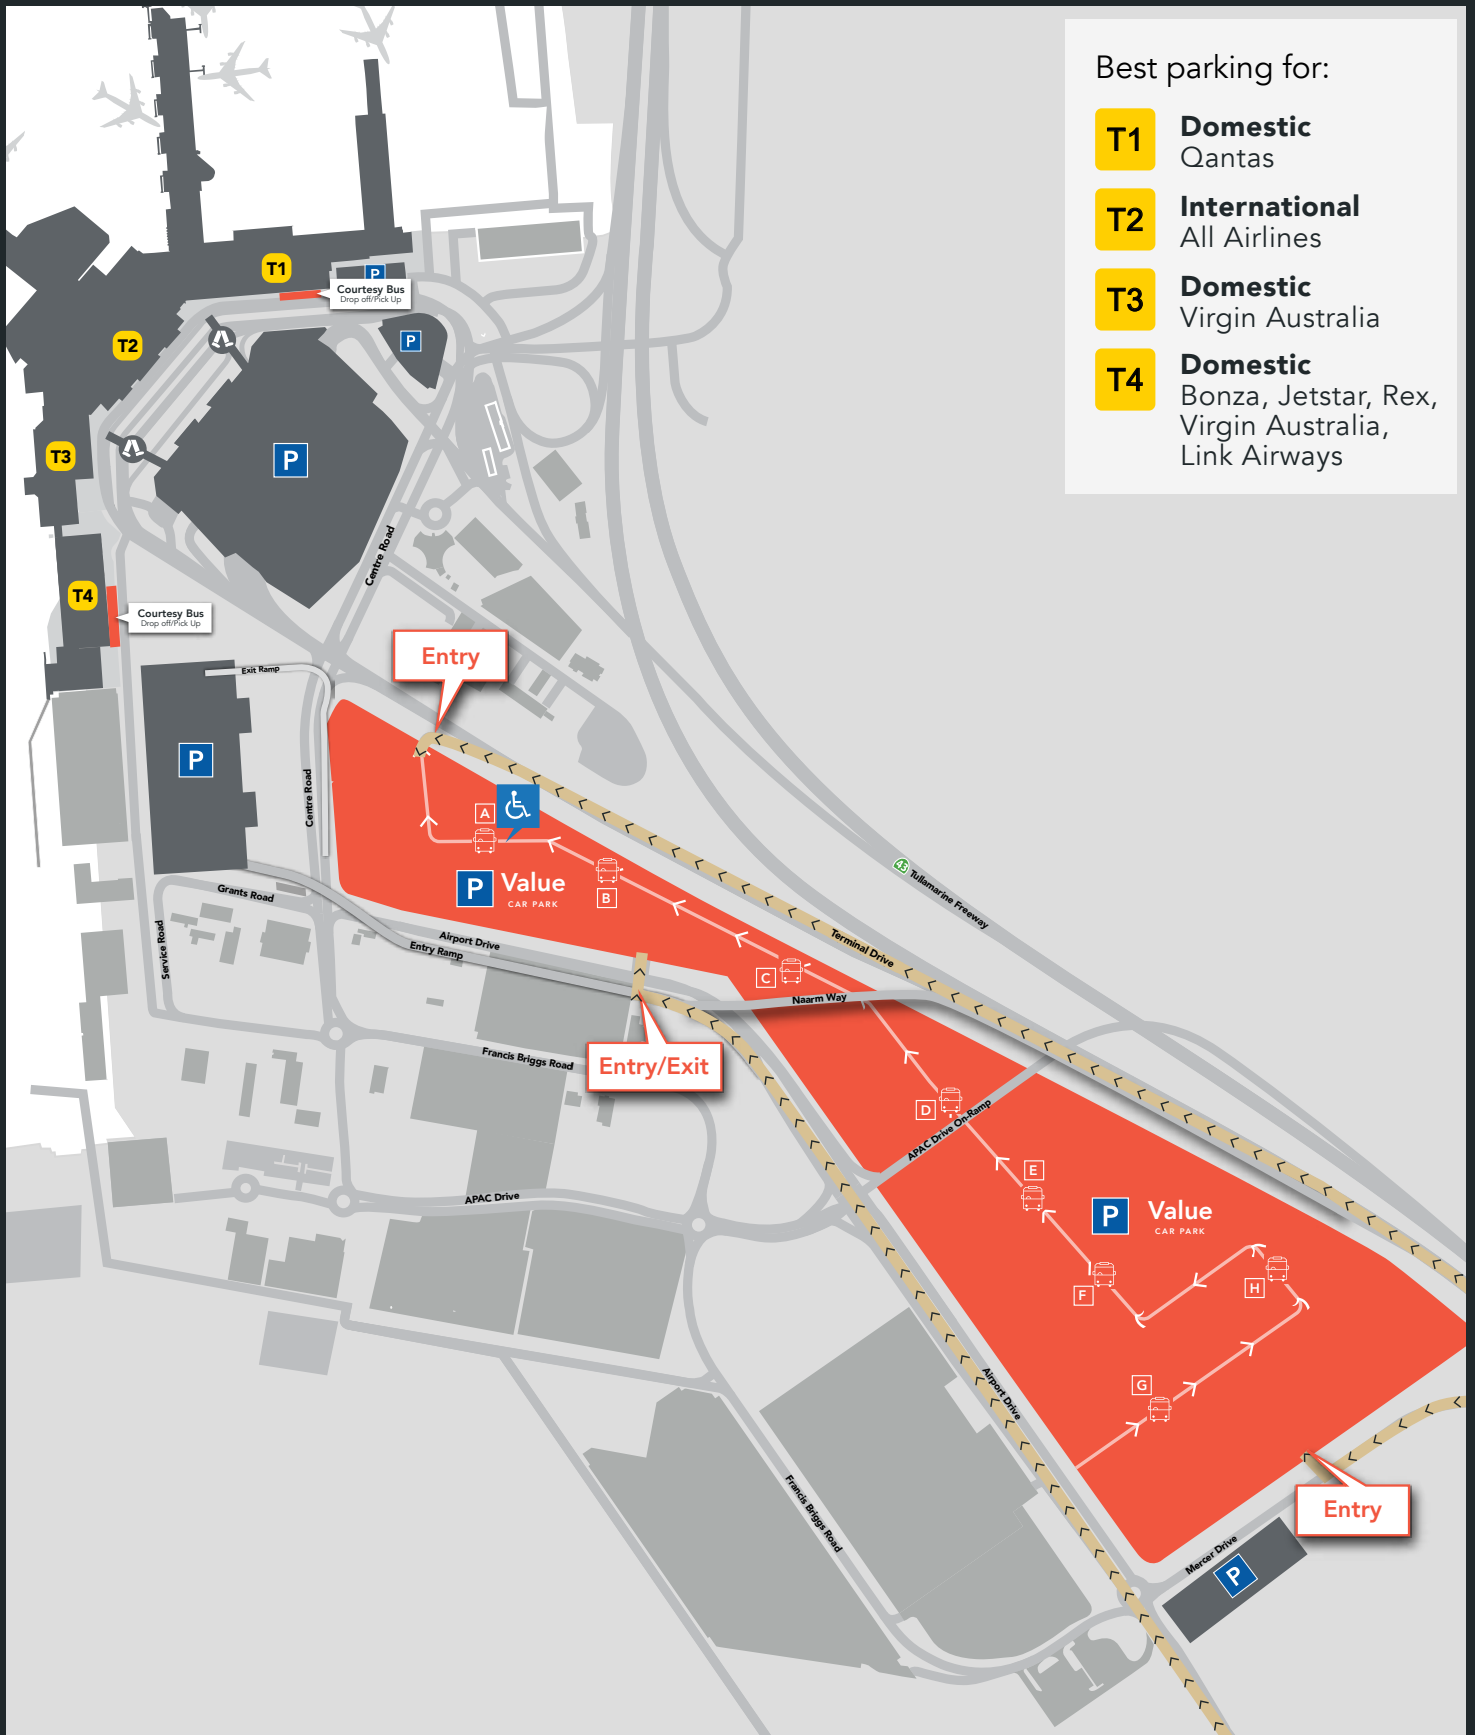 Best parking for:
T1
Domestic
Qantas
T2
International
All Airlines
T3
Domestic
Virgin Australia
T4
Domestic
Bonza, Jetstar, Rex,
Virgin Australia,
Link Airways
T1
P
Courtesy Bus
Drop off/Pick Up
T2
P
T3
P
Centre Road
T4
Courtesy Bus
Drop off/Pick Up
Entry
Exit Ramp
P
Centre Road
A
P
Value
CAR PARK
B
43
Tullamarine Freeway
Grants Road
Service Road
Airport Drive
Entry Ramp
Terminal Drive
C
Naarm Way
Francis Briggs Road
Entry/Exit
D
APAC Drive On-Ramp
E
APAC Drive
P
Value
CAR PARK
F
H
G
Airport Drive
Francis Briggs Road
Entry
Mercer Drive
P